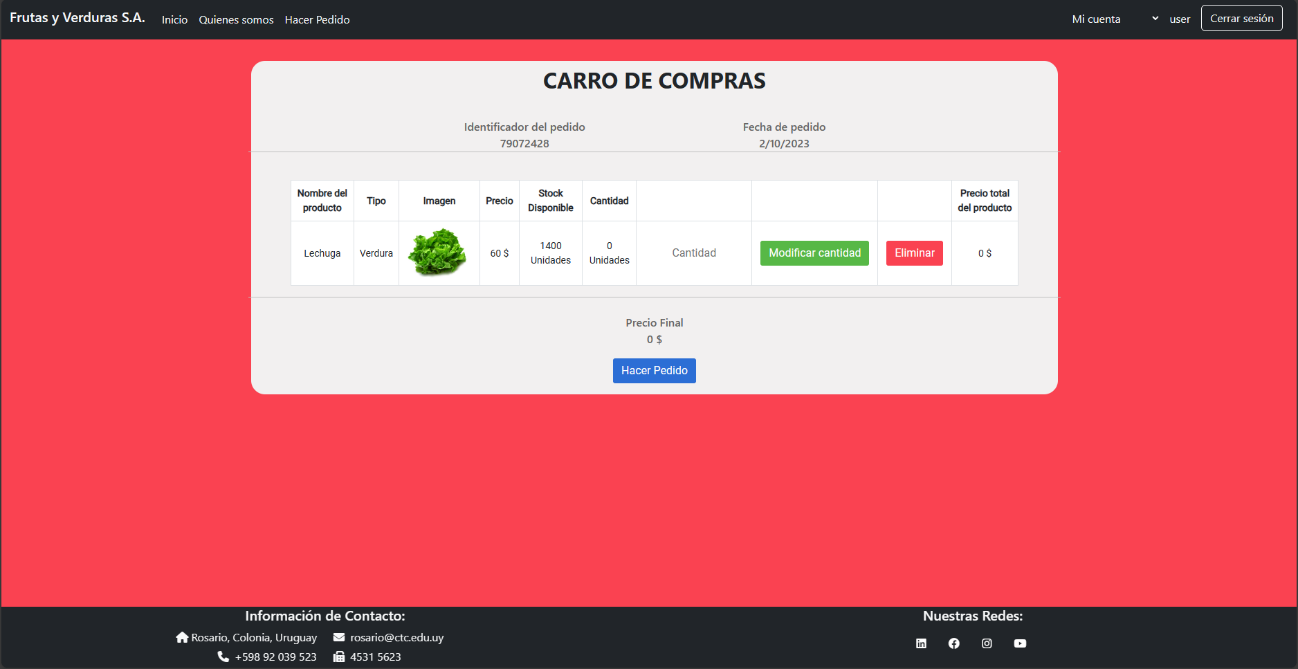 Frutas y Verduras S.A. Inicio Quienes somos Hacer Pedido Mi cuenta user Cerrar sesión
CARRO DE COMPRAS
Identificador del pedido Fecha de pedido
79072428 2/10/2023
Nombre del producto Tipo Imagen Precio Stock Disponible Cantidad Precio total del producto
Lechuga Verdura 60 $ 1400 Unidades 0 Unidades Cantidad Modificar cantidad Eliminar 0 $
Precio Final
0 $
Hacer Pedido
Información de Contacto: Nuestras Redes:
Rosario, Colonia, Uruguay rosario@ctc.edu.uy
+598 92 039 523 4531 5623